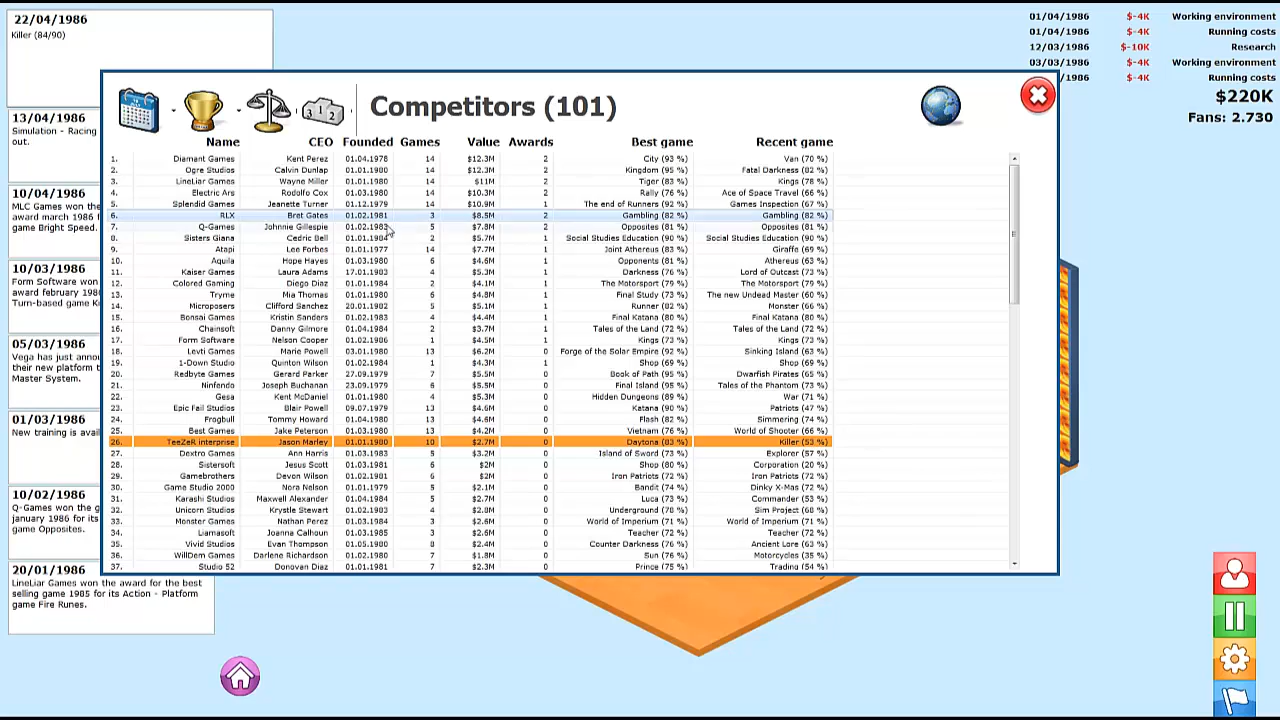 22/04/1986
Killer (84/90)
13/04/1986
Simulation - Racing
out.
10/04/1986
MLC Games won the
award march 1986 f
game Bright Speed.
10/03/1986
Form Software won
award february 198
Turn-based game K
05/03/1986
Vega has just annou
their new platform t
Master System.
01/03/1986
New training is avail
10/02/1986
Q-Games won the g
january 1986 for its
game Opposites.
20/01/1986
LineLiar Games won the award for the best
selling game 1985 for its Action - Platform
game Fire Runes.
01/04/1986 $-4K Working environment
01/04/1986 $-4K Running costs
12/03/1986 $-10K Research
03/03/1986 $-4K Working environment
/1986 $-4K Running costs
$220K
Fans: 2.730
Competitors (101)
Name CEO Founded Games Value Awards Best game Recent game
1. Diamant Games Kent Perez 01.04.1978 14 $12.3M 2 City (93 %) Van (70 %)
2. Ogre Studios Calvin Dunlap 01.01.1980 14 $12.3M 2 Kingdom (95 %) Fatal Darkness (82 %)
3. LineLiar Games Wayne Miller 01.01.1980 14 $11M 2 Tiger (83 %) Kings (78 %)
4. Electric Ars Rodolfo Cox 01.03.1980 14 $10.3M 2 Rally (76 %) Ace of Space Travel (66 %)
5. Splendid Games Jeanette Turner 01.12.1979 14 $10.9M 1 The end of Runners (92 %) Games Inspection (67 %)
6. RLX Bret Gates 01.02.1981 3 $8.5M 2 Gambling (82 %) Gambling (82 %)
7. Q-Games Johnnie Gillespie 01.02.1983 5 $7.8M 2 Opposites (81 %) Opposites (81 %)
8. Sisters Giana Cedric Bell 01.01.1984 2 $5.7M 1 Social Studies Education (90 %) Social Studies Education (90 %)
9. Atapi Lee Forbes 01.01.1977 14 $7.7M 1 Joint Athereus (83 %) Giraffe (69 %)
10. Aquila Hope Hayes 01.03.1980 6 $4.6M 1 Opponents (81 %) Athereus (63 %)
11. Kaiser Games Laura Adams 17.01.1983 4 $5.3M 1 Darkness (76 %) Lord of Outcast (73 %)
12. Colored Gaming Diego Diaz 01.01.1984 2 $4.1M 1 The Motorsport (79 %) The Motorsport (79 %)
13. Tryme Mia Thomas 01.01.1980 6 $4.8M 1 Final Study (73 %) The new Undead Master (60 %)
14. Microposers Clifford Sanchez 20.01.1982 5 $5.1M 1 Runner (82 %) Monster (66 %)
15. Bonsai Games Kristin Sanders 01.02.1983 4 $4.4M 1 Final Katana (80 %) Final Katana (80 %)
16. Chainsoft Danny Gilmore 01.04.1984 2 $3.7M 1 Tales of the Land (72 %) Tales of the Land (72 %)
17. Form Software Nelson Cooper 01.02.1986 1 $4.5M 1 Kings (73 %) Kings (73 %)
18. Levti Games Marie Powell 03.01.1980 13 $6.2M 0 Forge of the Solar Empire (92 %) Sinking Island (63 %)
19. 1-Down Studio Quinton Wilson 01.02.1984 1 $4.3M 1 Shop (69 %) Shop (69 %)
20. Redbyte Games Gerard Parker 27.09.1979 7 $5.5M 0 Book of Path (95 %) Dwarfish Pirates (65 %)
21. Ninfendo Joseph Buchanan 23.09.1979 6 $5.5M 0 Final Island (95 %) Tales of the Phantom (73 %)
22. Gesa Kent McDaniel 01.01.1980 4 $5.3M 0 Hidden Dungeons (89 %) War (71 %)
23. Epic Fail Studios Blair Powell 09.07.1979 13 $4.6M 0 Katana (90 %) Patriots (47 %)
24. Frogbull Tommy Howard 01.04.1980 13 $4.6M 0 Flash (82 %) Simmering (74 %)
25. Best Games Jake Peterson 01.03.1980 13 $4.2M 0 Vietnam (76 %) World of Shooter (66 %)
26. TeeZeR interprise Jason Marley 01.01.1980 10 $2.7M 0 Daytona (83 %) Killer (53 %)
27. Dextro Games Ann Harris 01.03.1983 5 $3.2M 0 Island of Sword (73 %) Explorer (57 %)
28. Sistersoft Jesus Scott 01.03.1981 6 $2M 0 Shop (80 %) Corporation (20 %)
29. Gamebrothers Devon Wilson 01.02.1981 6 $2M 0 Iron Patriots (72 %) Iron Patriots (72 %)
30. Game Studio 2000 Nora Nelson 01.01.1979 5 $2.1M 0 Bandit (74 %) Dinky X-Mas (72 %)
31. Karashi Studios Maxwell Alexander 01.04.1984 5 $2.7M 0 Luca (73 %) Commander (53 %)
32. Unicorn Studios Krystle Stewart 01.02.1983 4 $2.8M 0 Underground (78 %) Sim Project (68 %)
33. Monster Games Nathan Perez 01.03.1984 3 $2.6M 0 World of Imperium (71 %) World of Imperium (71 %)
34. Liamasoft Joanna Calhoun 01.03.1985 3 $2.6M 0 Teacher (72 %) Teacher (72 %)
35. Vivid Studios Evan Thompson 01.05.1980 8 $2.4M 0 Counter Darkness (76 %) Ancient Lore (63 %)
36. WillDem Games Darlene Richardson 01.02.1980 7 $1.8M 0 Sun (76 %) Motorcycles (35 %)
37. Studio 52 Donovan Diaz 01.01.1981 7 $2.3M 0 Prince (75 %) Trading (54 %)